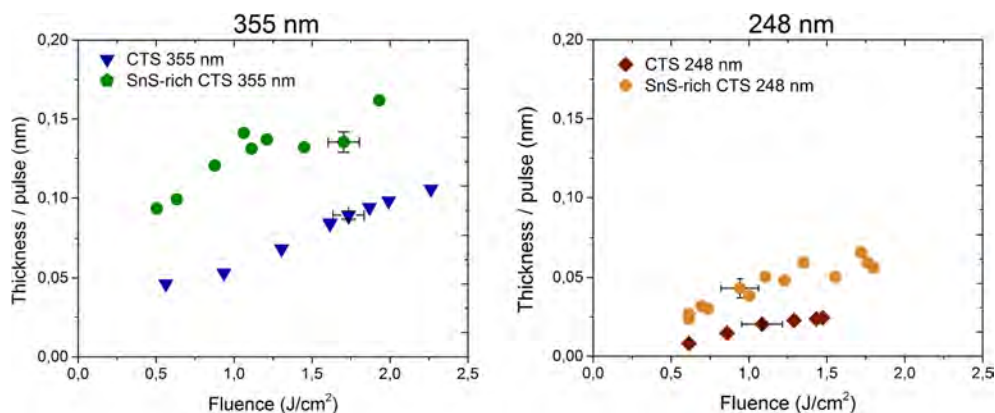 355 nm
0,20
0,15
0,10
0,05
0,00
Thickness / pulse (nm)
CTS 355 nm
SnS-rich CTS 355 nm
0,0 0,5 1,0 1,5 2,0 2,5
Fluence (J/cm²)
248 nm
0,20
0,15
0,10
0,05
0,00
Thickness / pulse (nm)
CTS 248 nm
SnS-rich CTS 248 nm
0,0 0,5 1,0 1,5 2,0 2,5
Fluence (J/cm²)